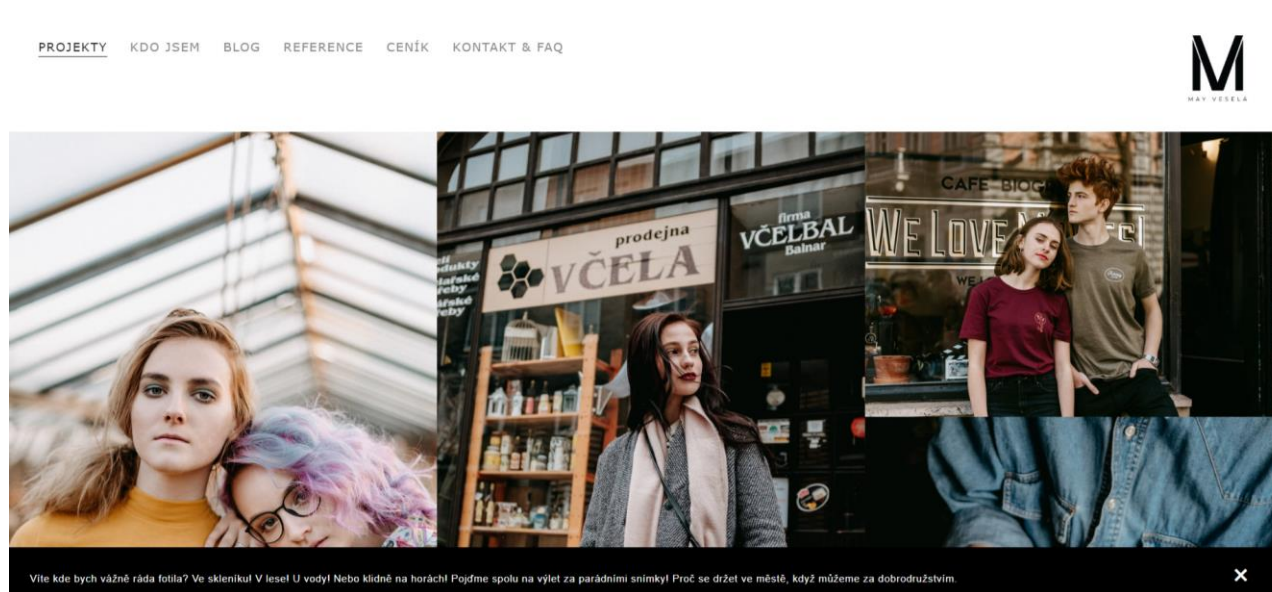 PROJEKTY KDO JSEM BLOG REFERENCE CENÍK KONTAKT & FAQ
M
MAY VESELÁ
prodejna
VČELA
firma
VČELBAL
Balnar
CAFE
WE LOVE
WE
Víte kde bych vážně ráda fotila? Ve skleníku! V lese! U vody! Nebo klidně na horách! Pojďme spolu na výlet za parádními snímky! Proč se držet ve městě, když můžeme za dobrodružstvím.